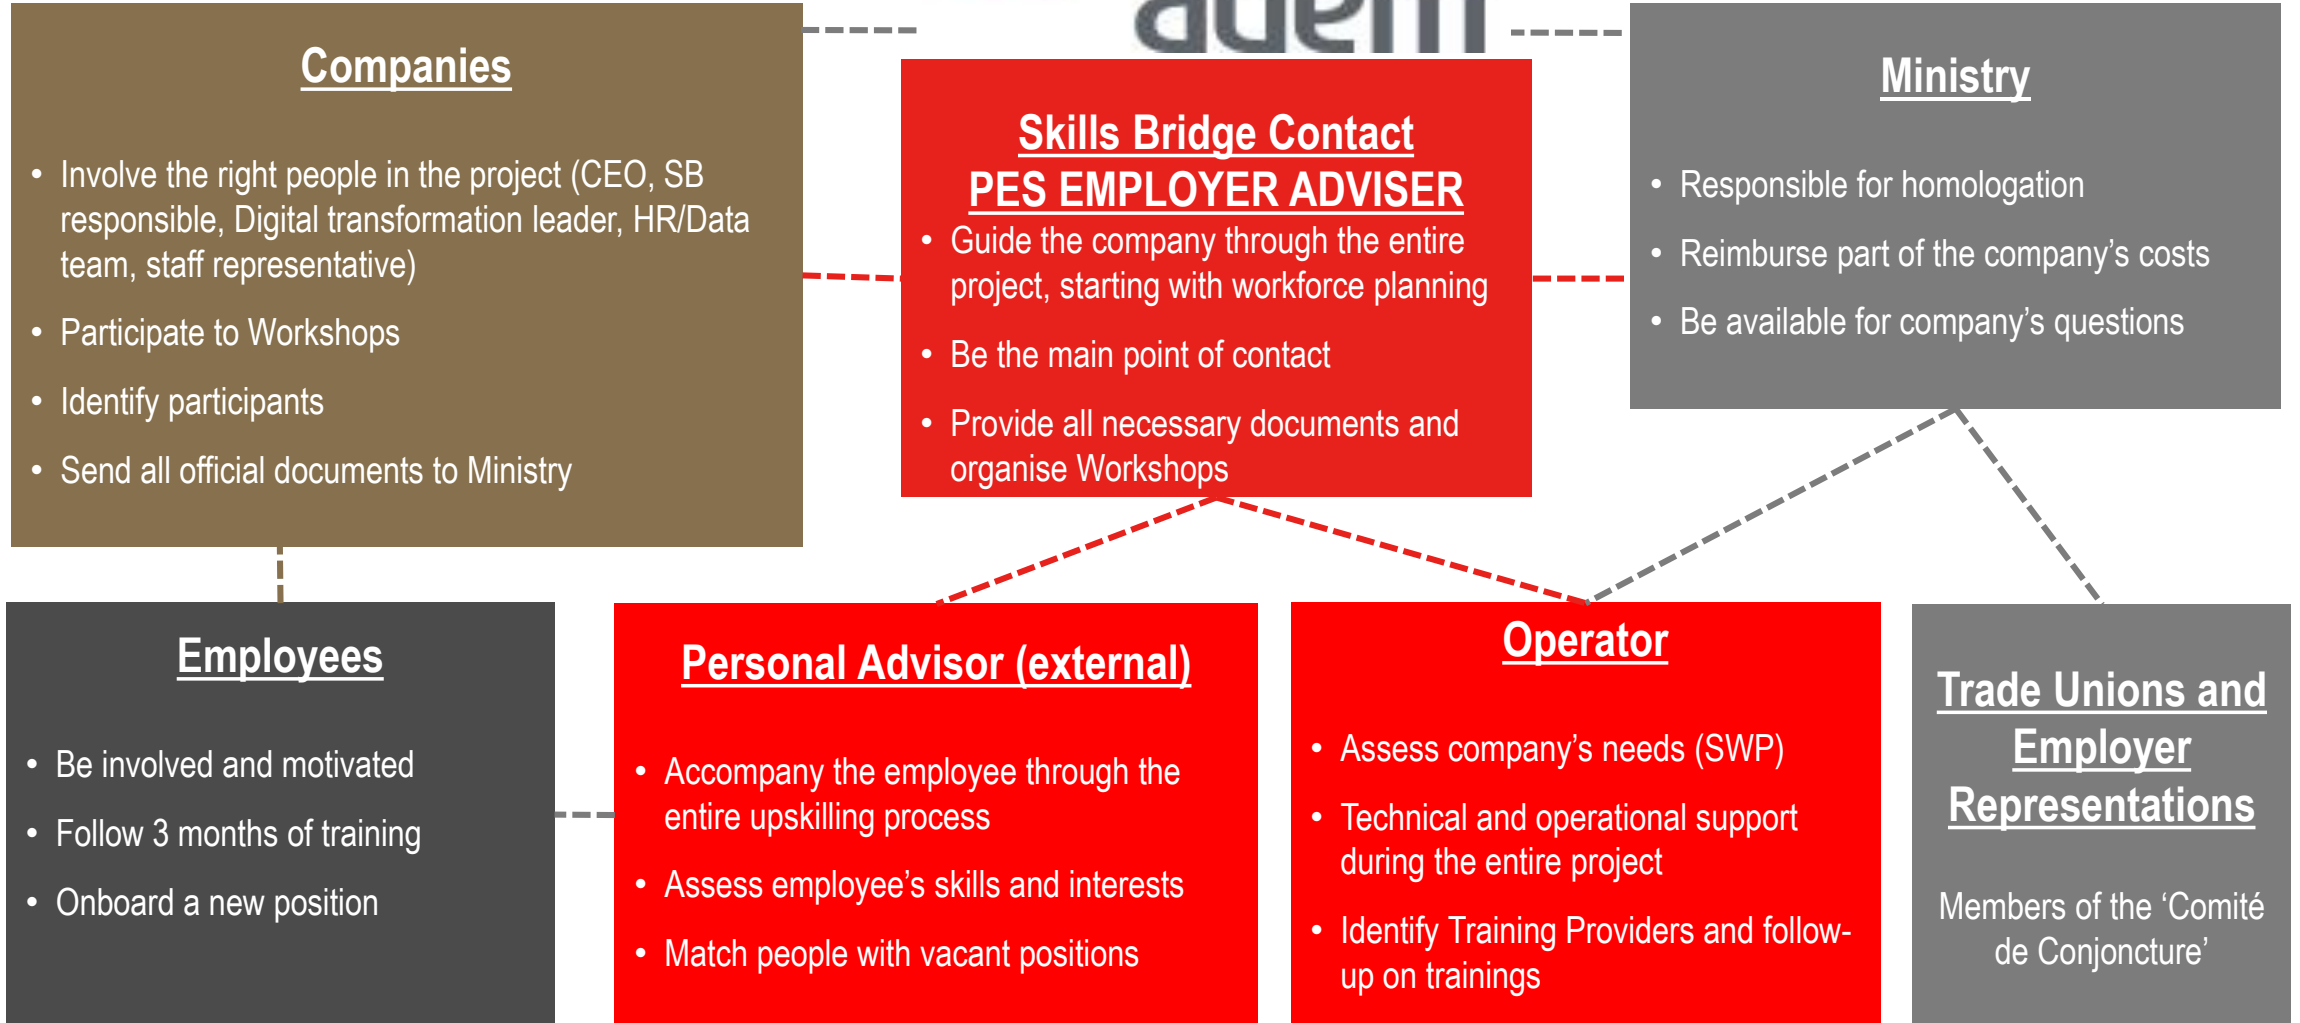 adem
Companies
• Involve the right people in the project (CEO, SB
responsible, Digital transformation leader, HR/Data
team, staff representative)
• Participate to Workshops
• Identify participants
• Send all official documents to Ministry
Skills Bridge Contact
PES EMPLOYER ADVISER
• Guide the company through the entire
project, starting with workforce planning
• Be the main point of contact
• Provide all necessary documents and
organise Workshops
Ministry
• Responsible for homologation
• Reimburse part of the company’s costs
• Be available for company’s questions
Employees
• Be involved and motivated
• Follow 3 months of training
• Onboard a new position
Personal Advisor (external)
• Accompany the employee through the
entire upskilling process
• Assess employee’s skills and interests
• Match people with vacant positions
Operator
• Assess company’s needs (SWP)
• Technical and operational support
during the entire project
• Identify Training Providers and follow-
up on trainings
Trade Unions and
Employer
Representations
Members of the ‘Comité
de Conjoncture’